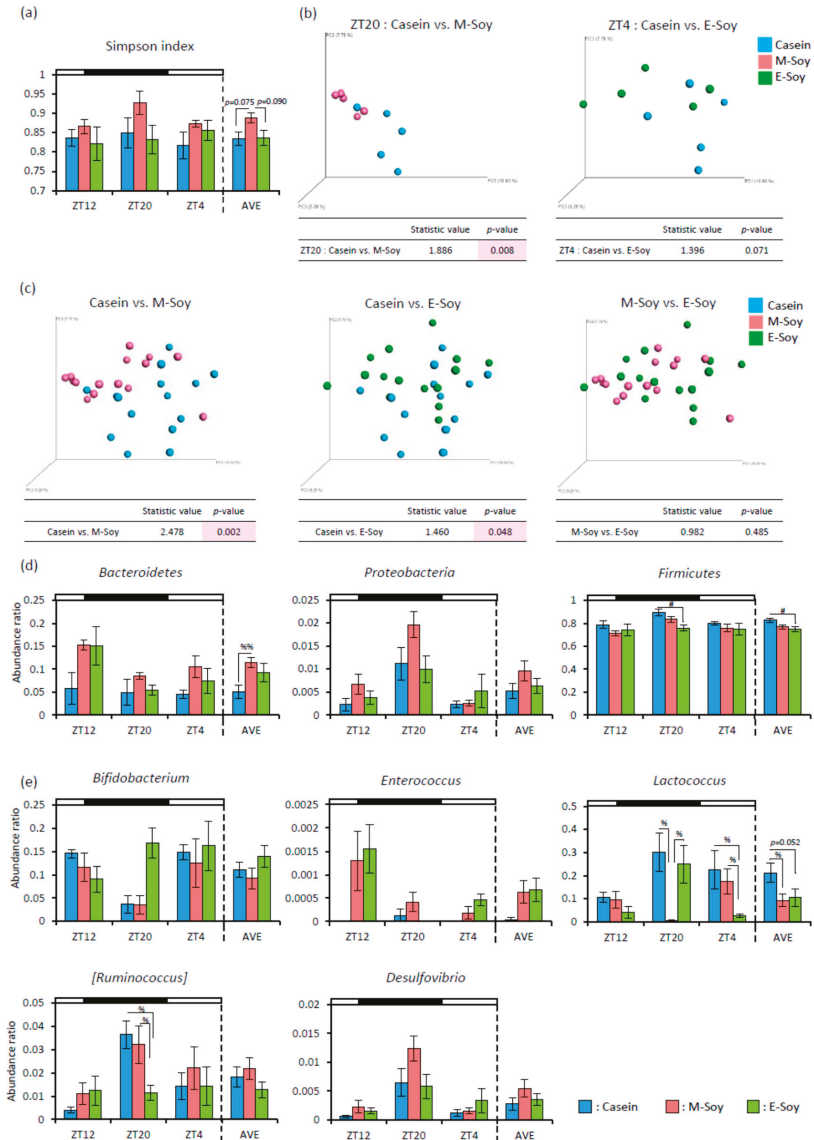 (a)
Simpson index
1
0.95
0.9
0.85
0.8
0.75
0.7
p=0.075
p=0.090
ZT12 ZT20 ZT4 AVE
(b)
ZT20 : Casein vs. M-Soy
ZT4 : Casein vs. E-Soy
Casein
M-Soy
E-Soy
Statistic value p-value
ZT20 : Casein vs. M-Soy 1.886 0.008
Statistic value p-value
ZT4 : Casein vs. E-Soy 1.396 0.071
(c)
Casein vs. M-Soy
Casein vs. E-Soy
M-Soy vs. E-Soy
Casein
M-Soy
E-Soy
Statistic value p-value
Casein vs. M-Soy 2.478 0.002
Statistic value p-value
Casein vs. E-Soy 1.460 0.048
Statistic value p-value
M-Soy vs. E-Soy 0.982 0.485
(d)
Bacteroidetes
Abundance ratio
0.25
0.2
0.15
0.1
0.05
0
%%
ZT12 ZT20 ZT4 AVE
Proteobacteria
0.025
0.02
0.015
0.01
0.005
0
ZT12 ZT20 ZT4 AVE
Firmicutes
1
0.8
0.6
0.4
0.2
0
#
#
ZT12 ZT20 ZT4 AVE
(e)
Bifidobacterium
Abundance ratio
0.25
0.2
0.15
0.1
0.05
0
ZT12 ZT20 ZT4 AVE
Enterococcus
0.0025
0.002
0.0015
0.001
0.0005
0
ZT12 ZT20 ZT4 AVE
Lactococcus
0.5
0.4
0.3
0.2
0.1
0
% %
%
%
p=0.052
%
ZT12 ZT20 ZT4 AVE
[Ruminococcus]
Abundance ratio
0.05
0.04
0.03
0.02
0.01
0
%
%
ZT12 ZT20 ZT4 AVE
Desulfovibrio
0.02
0.015
0.01
0.005
0
ZT12 ZT20 ZT4 AVE
: Casein : M-Soy : E-Soy